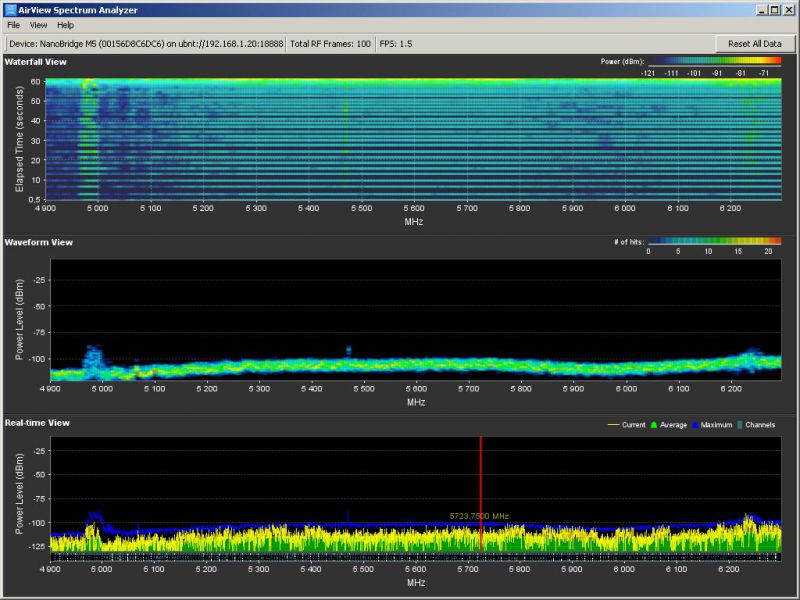 AirView Spectrum Analyzer
File View Help
Device: NanoBridge M5 (00156D8C6DC6) on ubnt://192.168.1.20:18888 Total RF Frames: 100 FPS: 1.5 Reset All Data
Waterfall View Power (dBm):
-121 -111 -101 -91 -81 -71
Elapsed Time (seconds)
60
50
40
30
20
10
0.5
4 900 5 000 5 100 5 200 5 300 5 400 5 500 5 600 5 700 5 800 5 900 6 000 6 100 6 200
MHz
Waveform View # of hits:
0 5 10 15 20
Power Level (dBm)
-25
-50
-75
-100
4 900 5 000 5 100 5 200 5 300 5 400 5 500 5 600 5 700 5 800 5 900 6 000 6 100 6 200
MHz
Real-time View Current Average Maximum Channels
Power Level (dBm)
-25
-50
-75
-100
-125
5723,7500 MHz
4 900 5 000 5 100 5 200 5 300 5 400 5 500 5 600 5 700 5 800 5 900 6 000 6 100 6 200
MHz